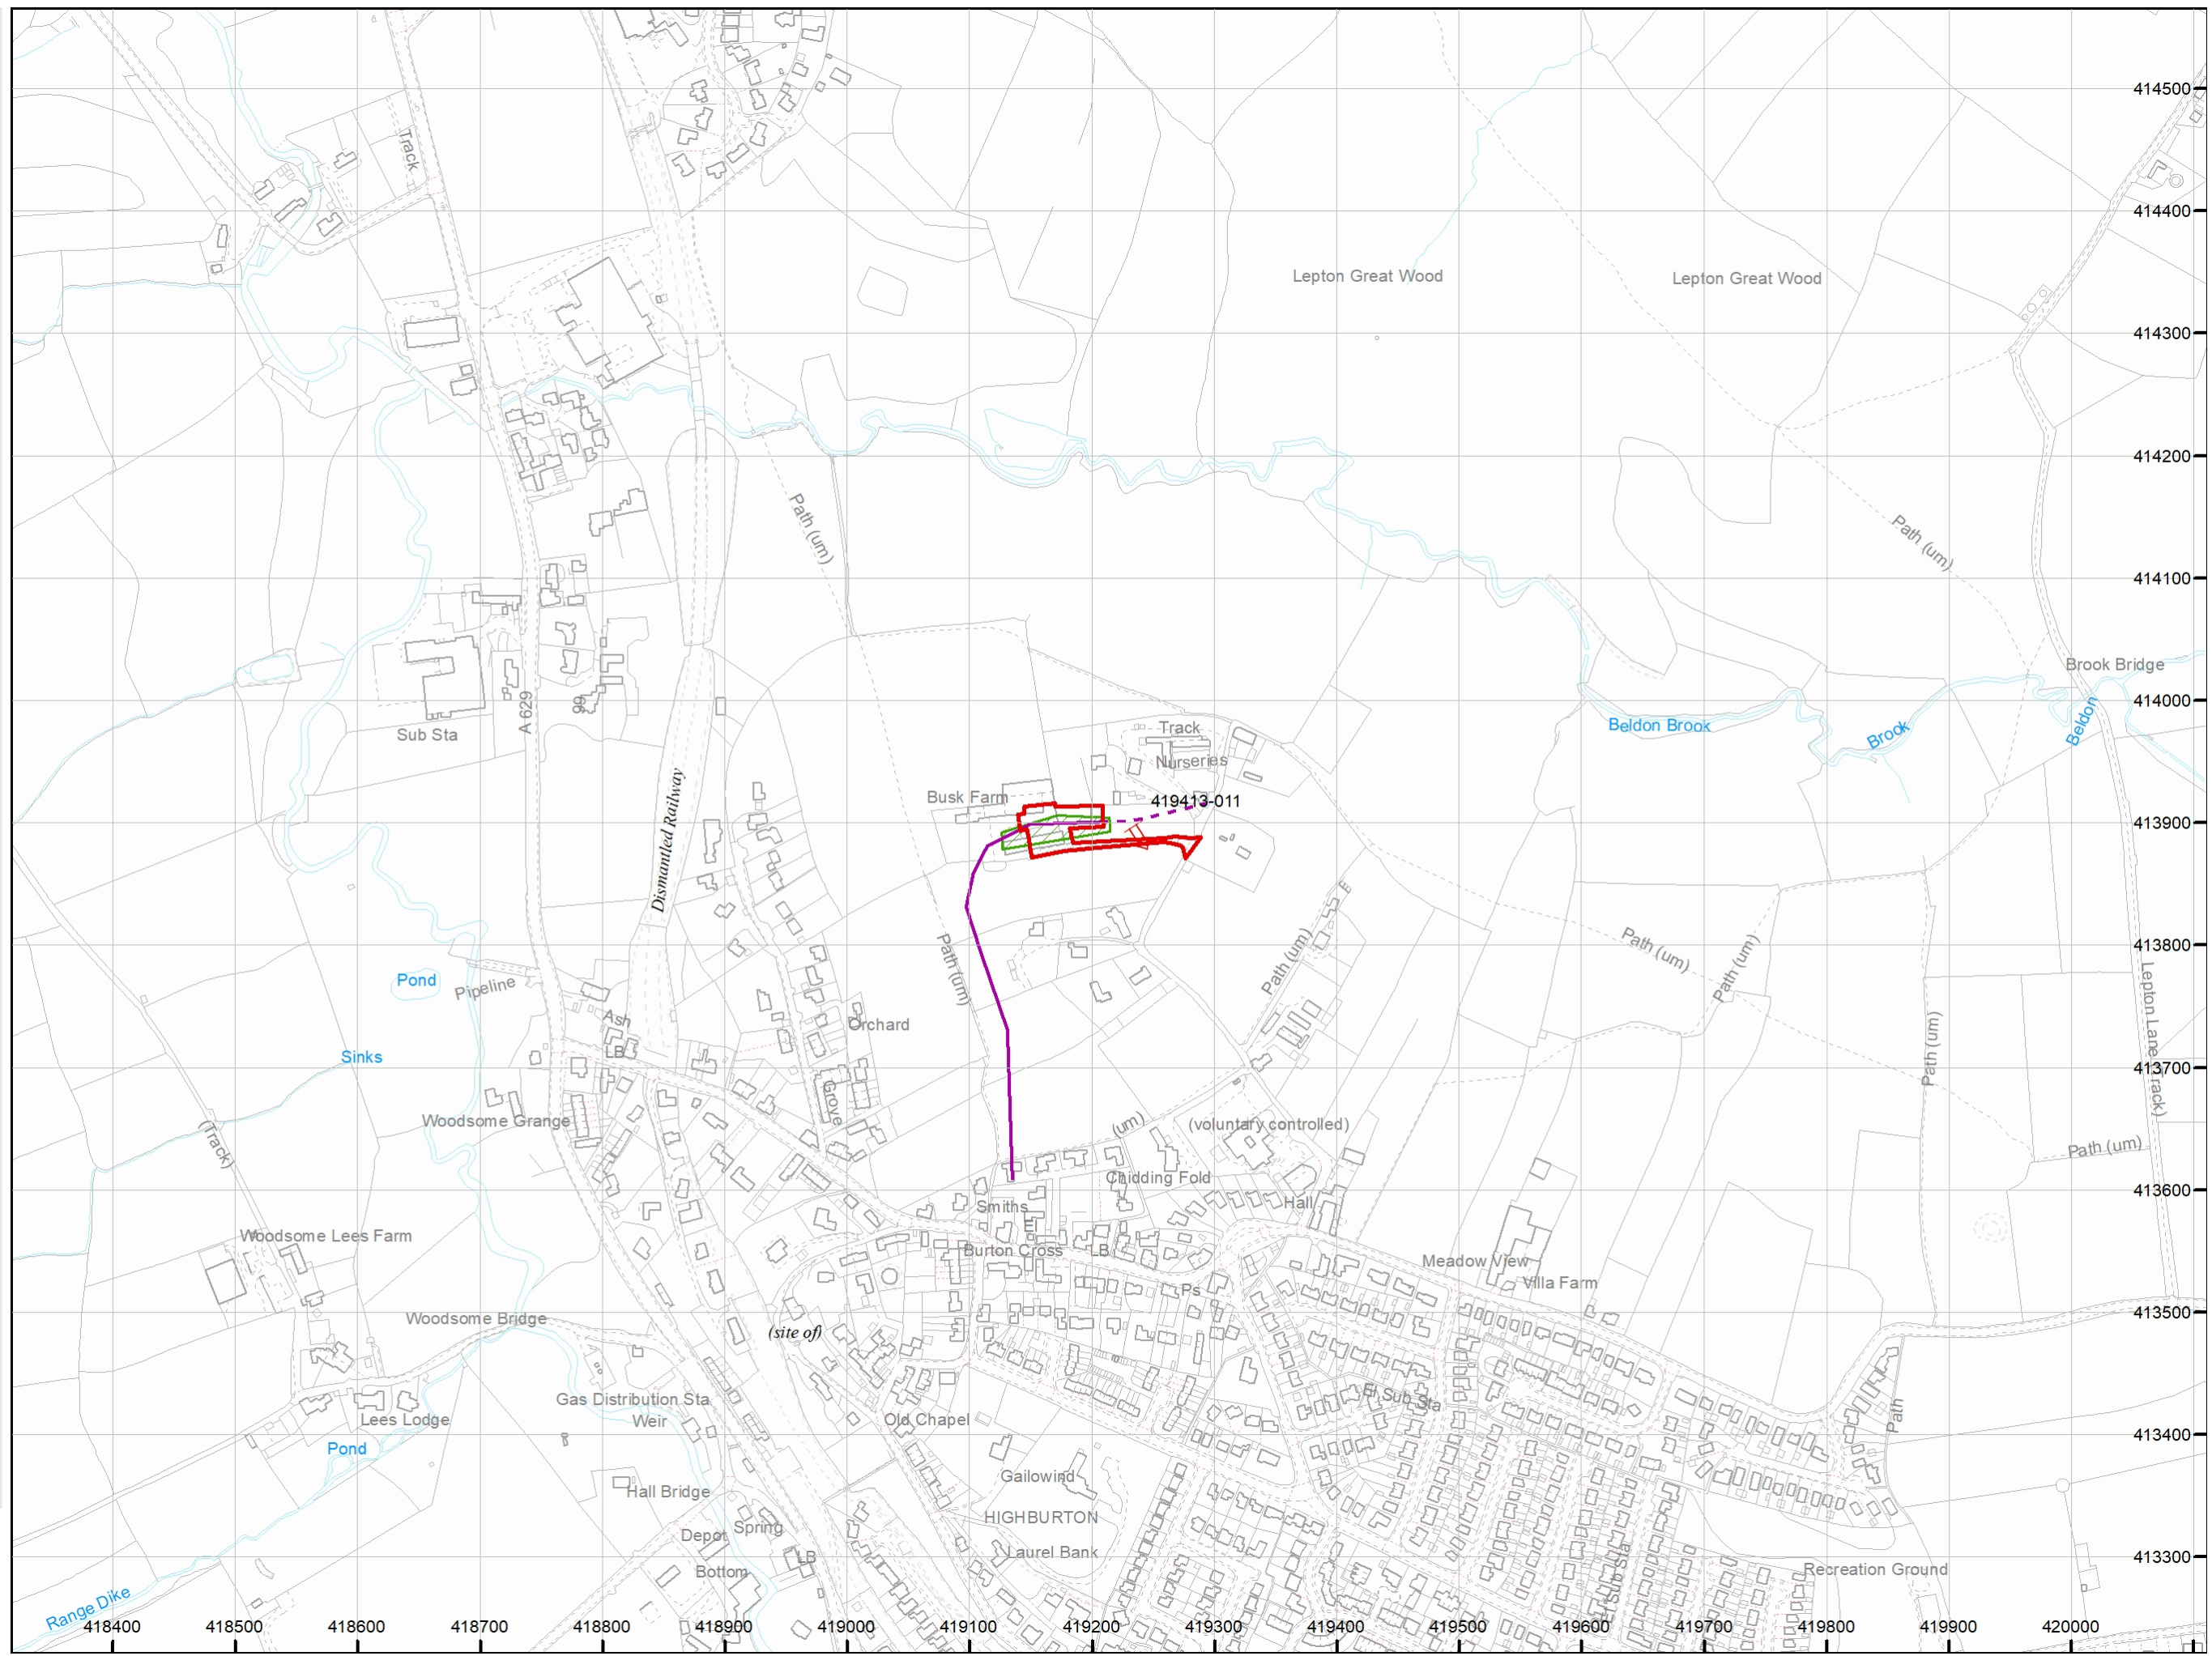 414500
Track
414400
Lepton Great Wood
Lepton Great Wood
414300
414200
Path (um)
Path (um)
414100
Brook Bridge
414000
A 629
66
Beldon Brook
Brook
Beldon
Sub Sta
Track
Nurseries
Busk Farm
419413-011
413900
Dismantled Railway
413800
Path (um)
Path (um)
Path (um)
Path (um)
Pond
Pipeline
Ash
Orchard
LB
Sinks
Path (um)
Lepton Lane (Track)
413700
Grove
Woodsome Grange
(um)
(voluntary controlled)
(Track)
Path (um)
Chidding Fold
413600
Smiths
Hall
El
Woodsome Lees Farm
Burton Cross
LB
Meadow View
Villa Farm
Ps
Woodsome Bridge
413500
(site of)
Gas Distribution Sta
Weir
El Sub Sta
Path
Lees Lodge
Old Chapel
Pond
413400
Gailowind
Hall Bridge
HIGHBURTON
Depot
Spring
Laurel Bank
LB
El Sub Sta
413300
Bottom
Recreation Ground
Range Dike
418400
418500
418600
418700
418800
418900
419000
419100
419200
419300
419400
419500
419600
419700
419800
419900
420000